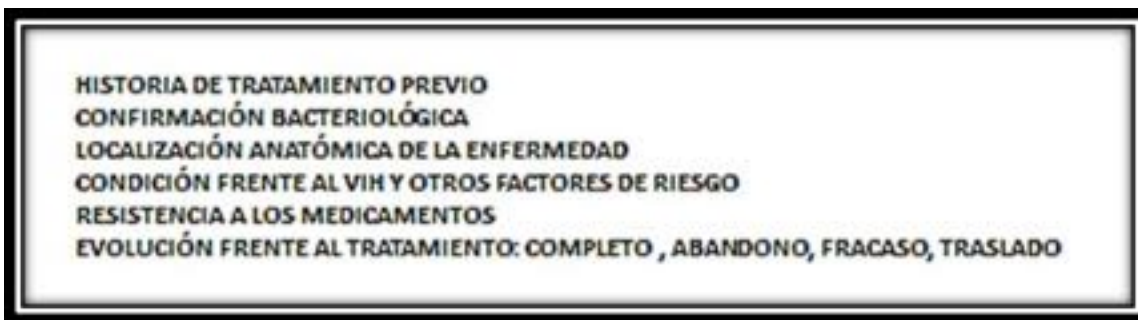 HISTORIA DE TRATAMIENTO PREVIO
CONFIRMACIÓN BACTERIOLÓGICA
LOCALIZACIÓN ANATÓMICA DE LA ENFERMEDAD
CONDICIÓN FRENTE AL VIH Y OTROS FACTORES DE RIESGO
RESISTENCIA A LOS MEDICAMENTOS
EVOLUCIÓN FRENTE AL TRATAMIENTO: COMPLETO , ABANDONO, FRACASO, TRASLADO